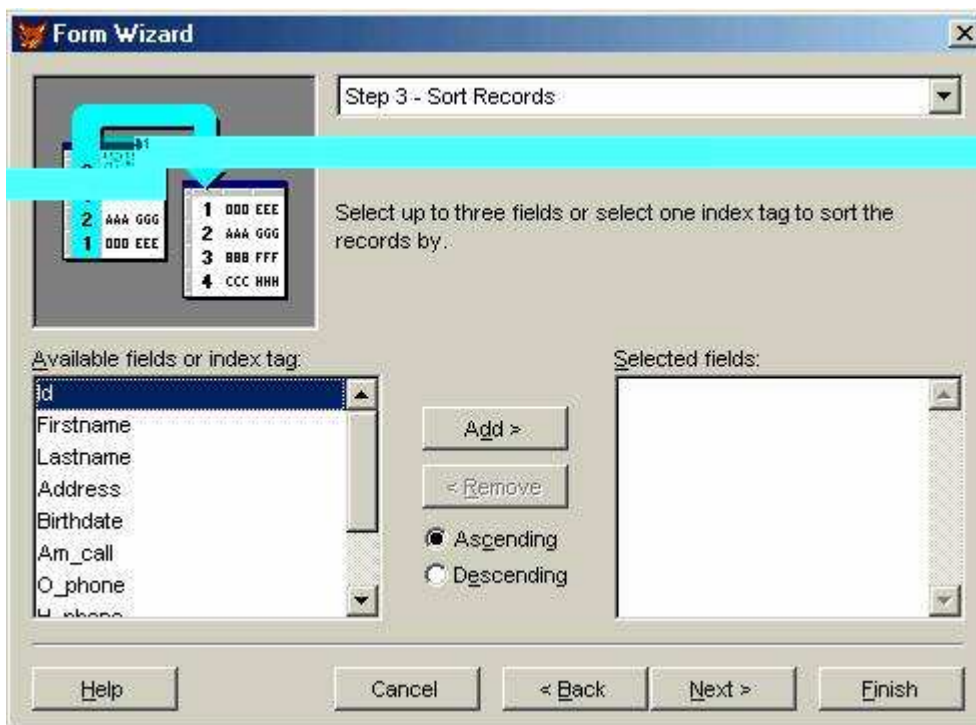 Form Wizard
Step 3 - Sort Records
2 AAA GGG
1 DDD EEE
1 DDD EEE
2 AAA GGG
3 BBB FFF
4 CCC HHH
Select up to three fields or select one index tag to sort the
records by.
Available fields or index tag:
Id
Firstname
Lastname
Address
Birthdate
Am_call
O_phone
Add >
< Remove
Ascending
Descending
Selected fields:
Help
Cancel
< Back
Next >
Finish